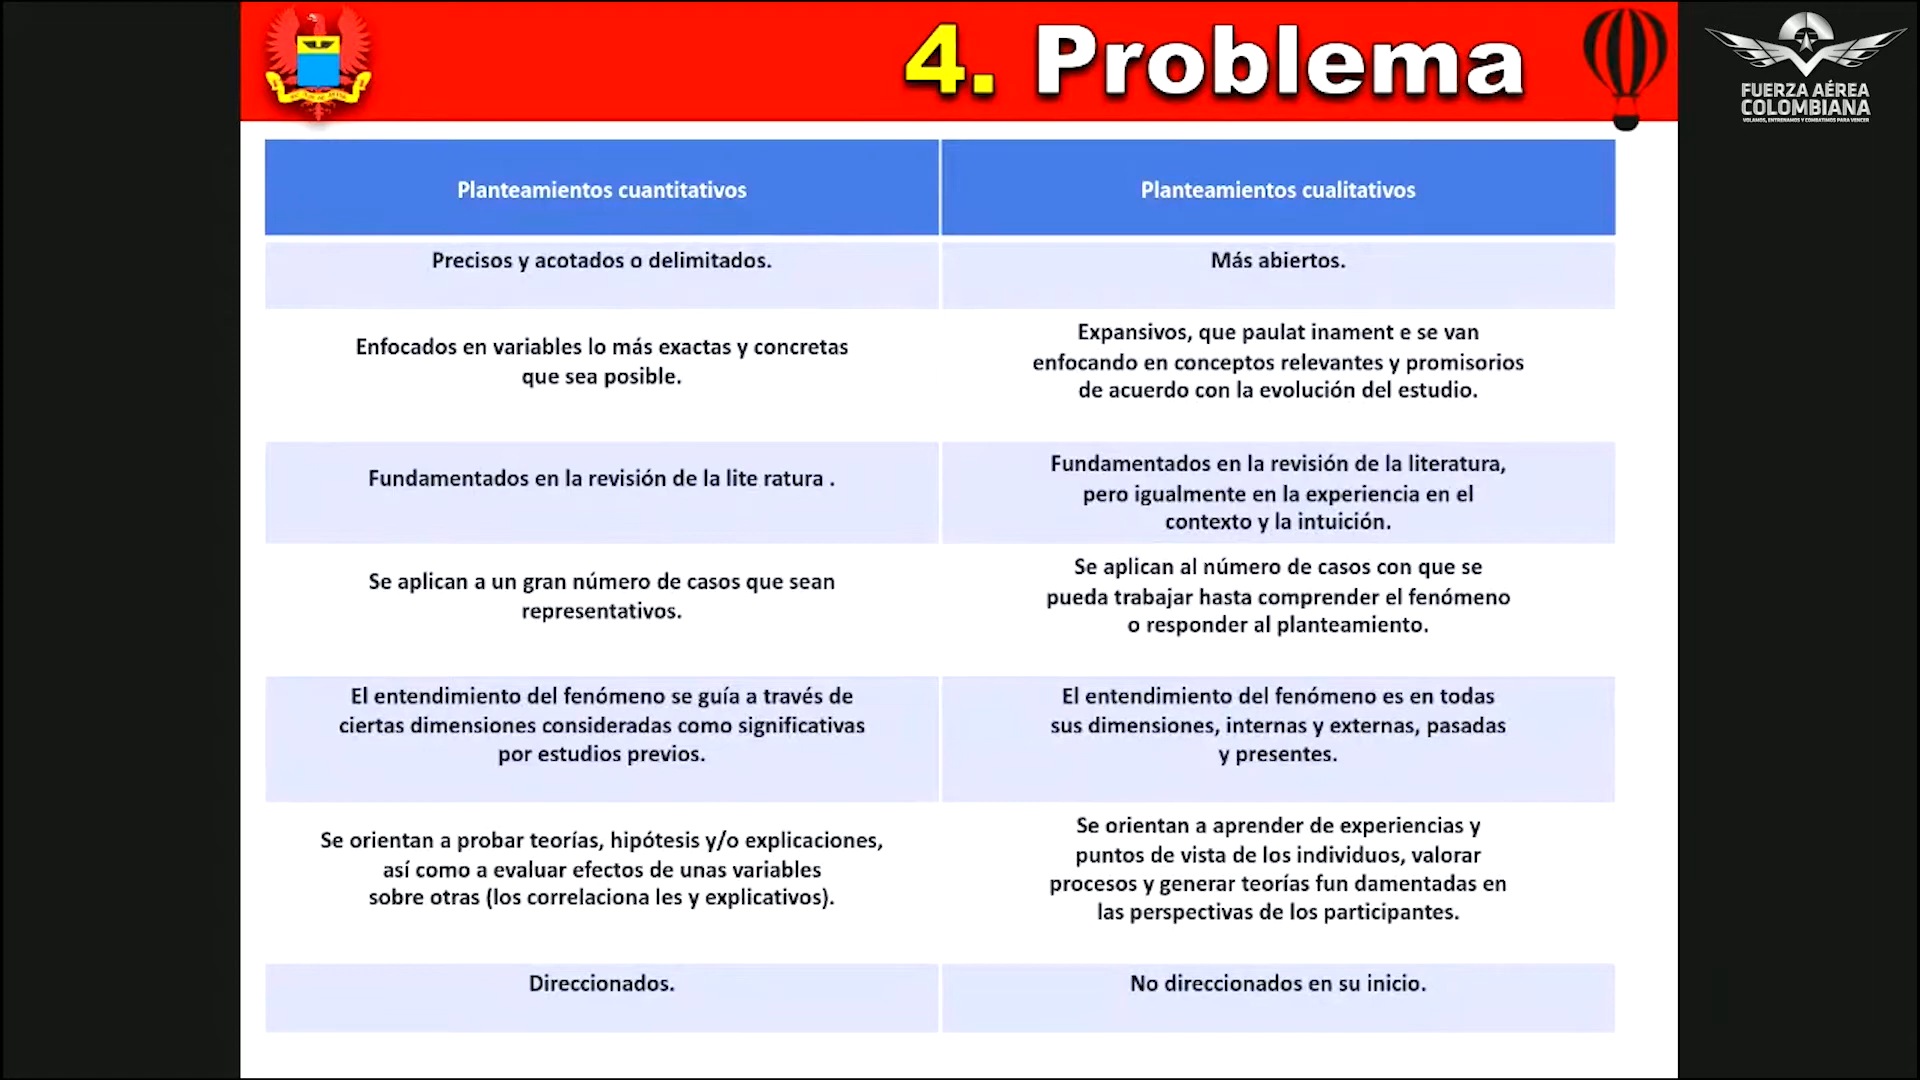 4. Problema
FUERZA AÉREA
COLOMBIANA
VOLAMOS, ENTRENAMOS Y COMBATIMOS PARA VENCER
Planteamientos cuantitativos
Planteamientos cualitativos
Precisos y acotados o delimitados.
Más abiertos.
Enfocados en variables lo más exactas y concretas
que sea posible.
Expansivos, que paulat inament e se van
enfocando en conceptos relevantes y promisorios
de acuerdo con la evolución del estudio.
Fundamentados en la revisión de la lite ratura .
Fundamentados en la revisión de la literatura,
pero igualmente en la experiencia en el
contexto y la intuición.
Se aplican a un gran número de casos que sean
representativos.
Se aplican al número de casos con que se
pueda trabajar hasta comprender el fenómeno
o responder al planteamiento.
El entendimiento del fenómeno se guía a través de
ciertas dimensiones consideradas como significativas
por estudios previos.
El entendimiento del fenómeno es en todas
sus dimensiones, internas y externas, pasadas
y presentes.
Se orientan a probar teorías, hipótesis y/o explicaciones,
así como a evaluar efectos de unas variables
sobre otras (los correlaciona les y explicativos).
Se orientan a aprender de experiencias y
puntos de vista de los individuos, valorar
procesos y generar teorías fun damentadas en
las perspectivas de los participantes.
Direccionados.
No direccionados en su inicio.